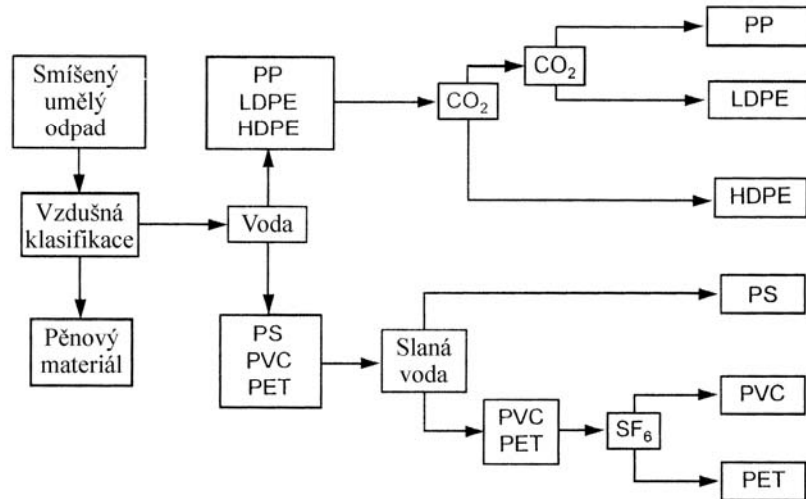 Smíšený
umělý
odpad
Vzdušná
klasifikace
Pěnový
materiál
PP
LDPE
HDPE
Voda
PS
PVC
PET
CO₂
CO₂
PP
LDPE
HDPE
Slaná
voda
PS
PVC
PET
SF₆
PVC
PET